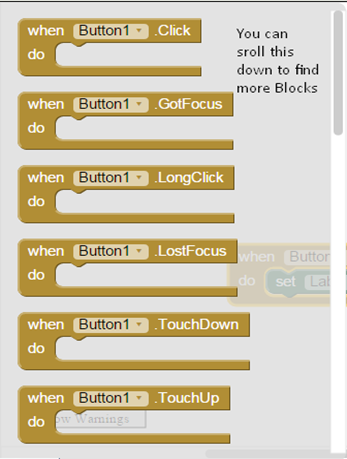 when Button1 .Click
do
You can
sroll this
down to find
more Blocks
when Button1 .GotFocus
do
when Button1 .LongClick
do
when Button1 .LostFocus
do
when Button
do set Lab
when Button1 .TouchDown
do
when Button1 .TouchUp
do
ow Warnings